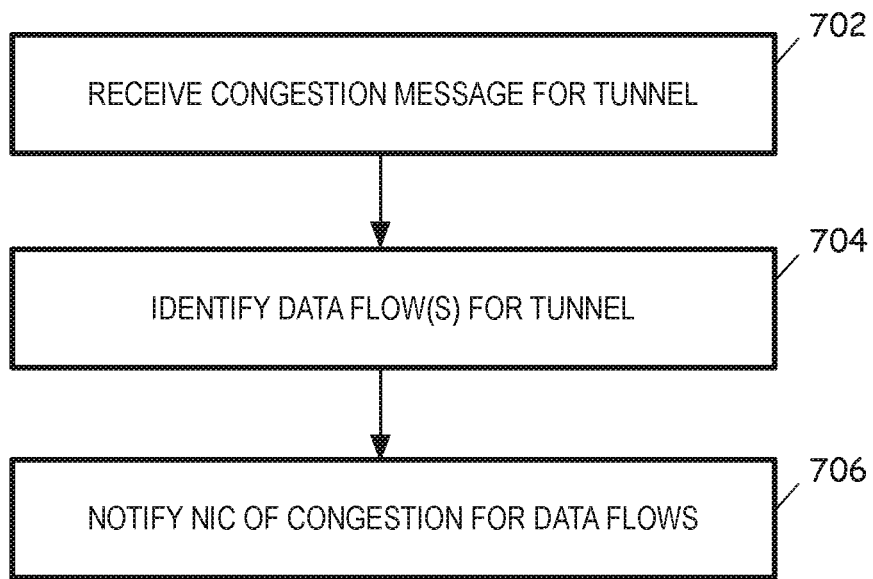 702
RECEIVE CONGESTION MESSAGE FOR TUNNEL
704
IDENTIFY DATA FLOW(S) FOR TUNNEL
706
NOTIFY NIC OF CONGESTION FOR DATA FLOWS